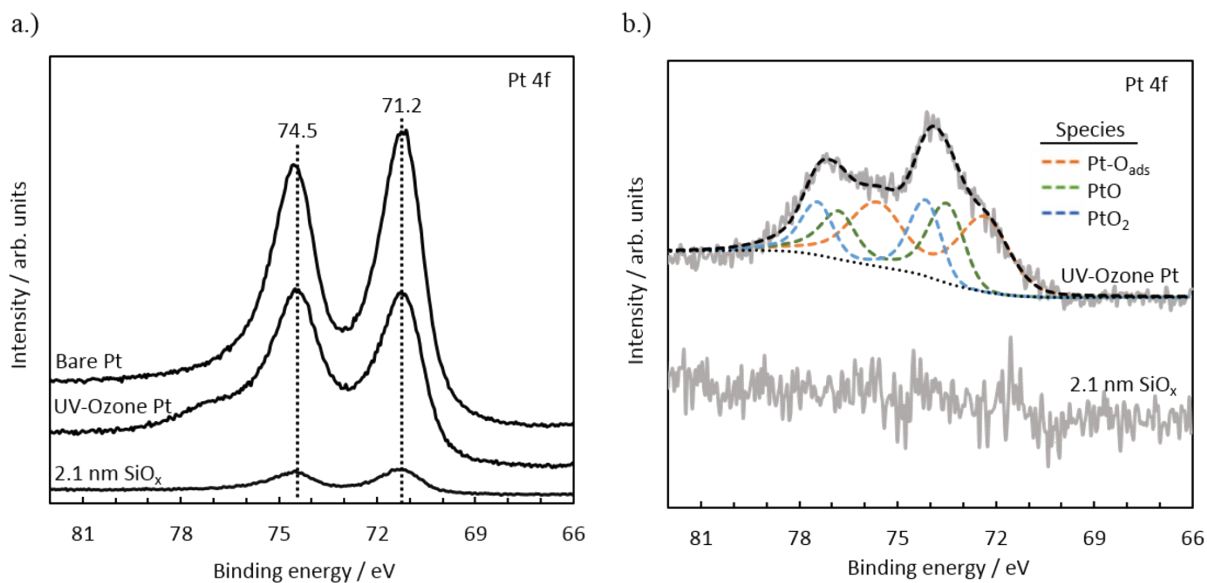 a.)
Pt 4f
74.5
71.2
Intensity / arb. units
Bare Pt
UV-Ozone Pt
2.1 nm SiOx
81 78 75 72 69 66
Binding energy / eV
b.)
Pt 4f
Species
Pt-Oads
PtO
PtO2
Intensity / arb. units
UV-Ozone Pt
2.1 nm SiOx
81 78 75 72 69 66
Binding energy / eV